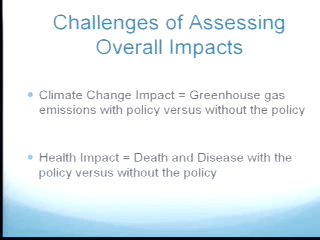 Challenges of Assessing
Overall Impacts
Climate Change Impact = Greenhouse gas
emissions with policy versus without the policy
Health Impact = Death and Disease with the
policy versus without the policy